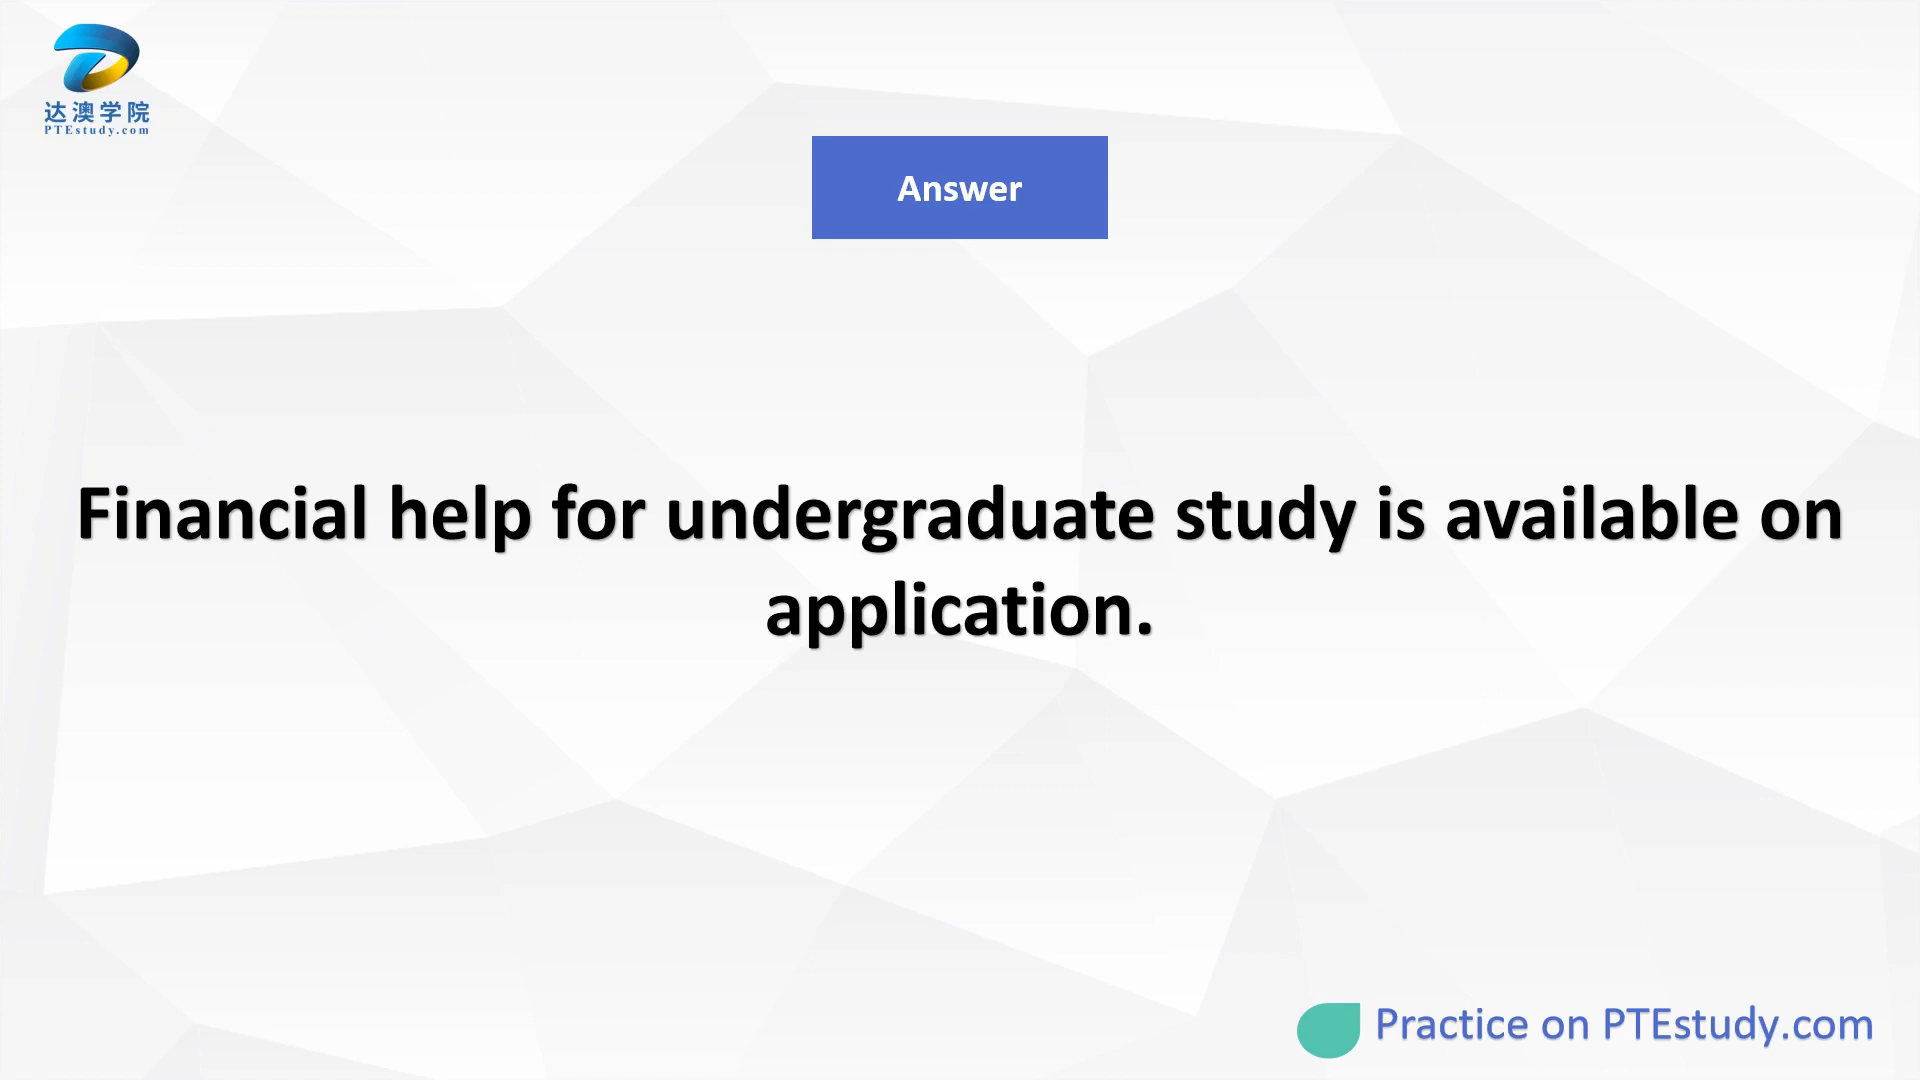 达澳学院
PTEstudy.com
Answer
Financial help for undergraduate study is available on
application.
Practice on PTEstudy.com